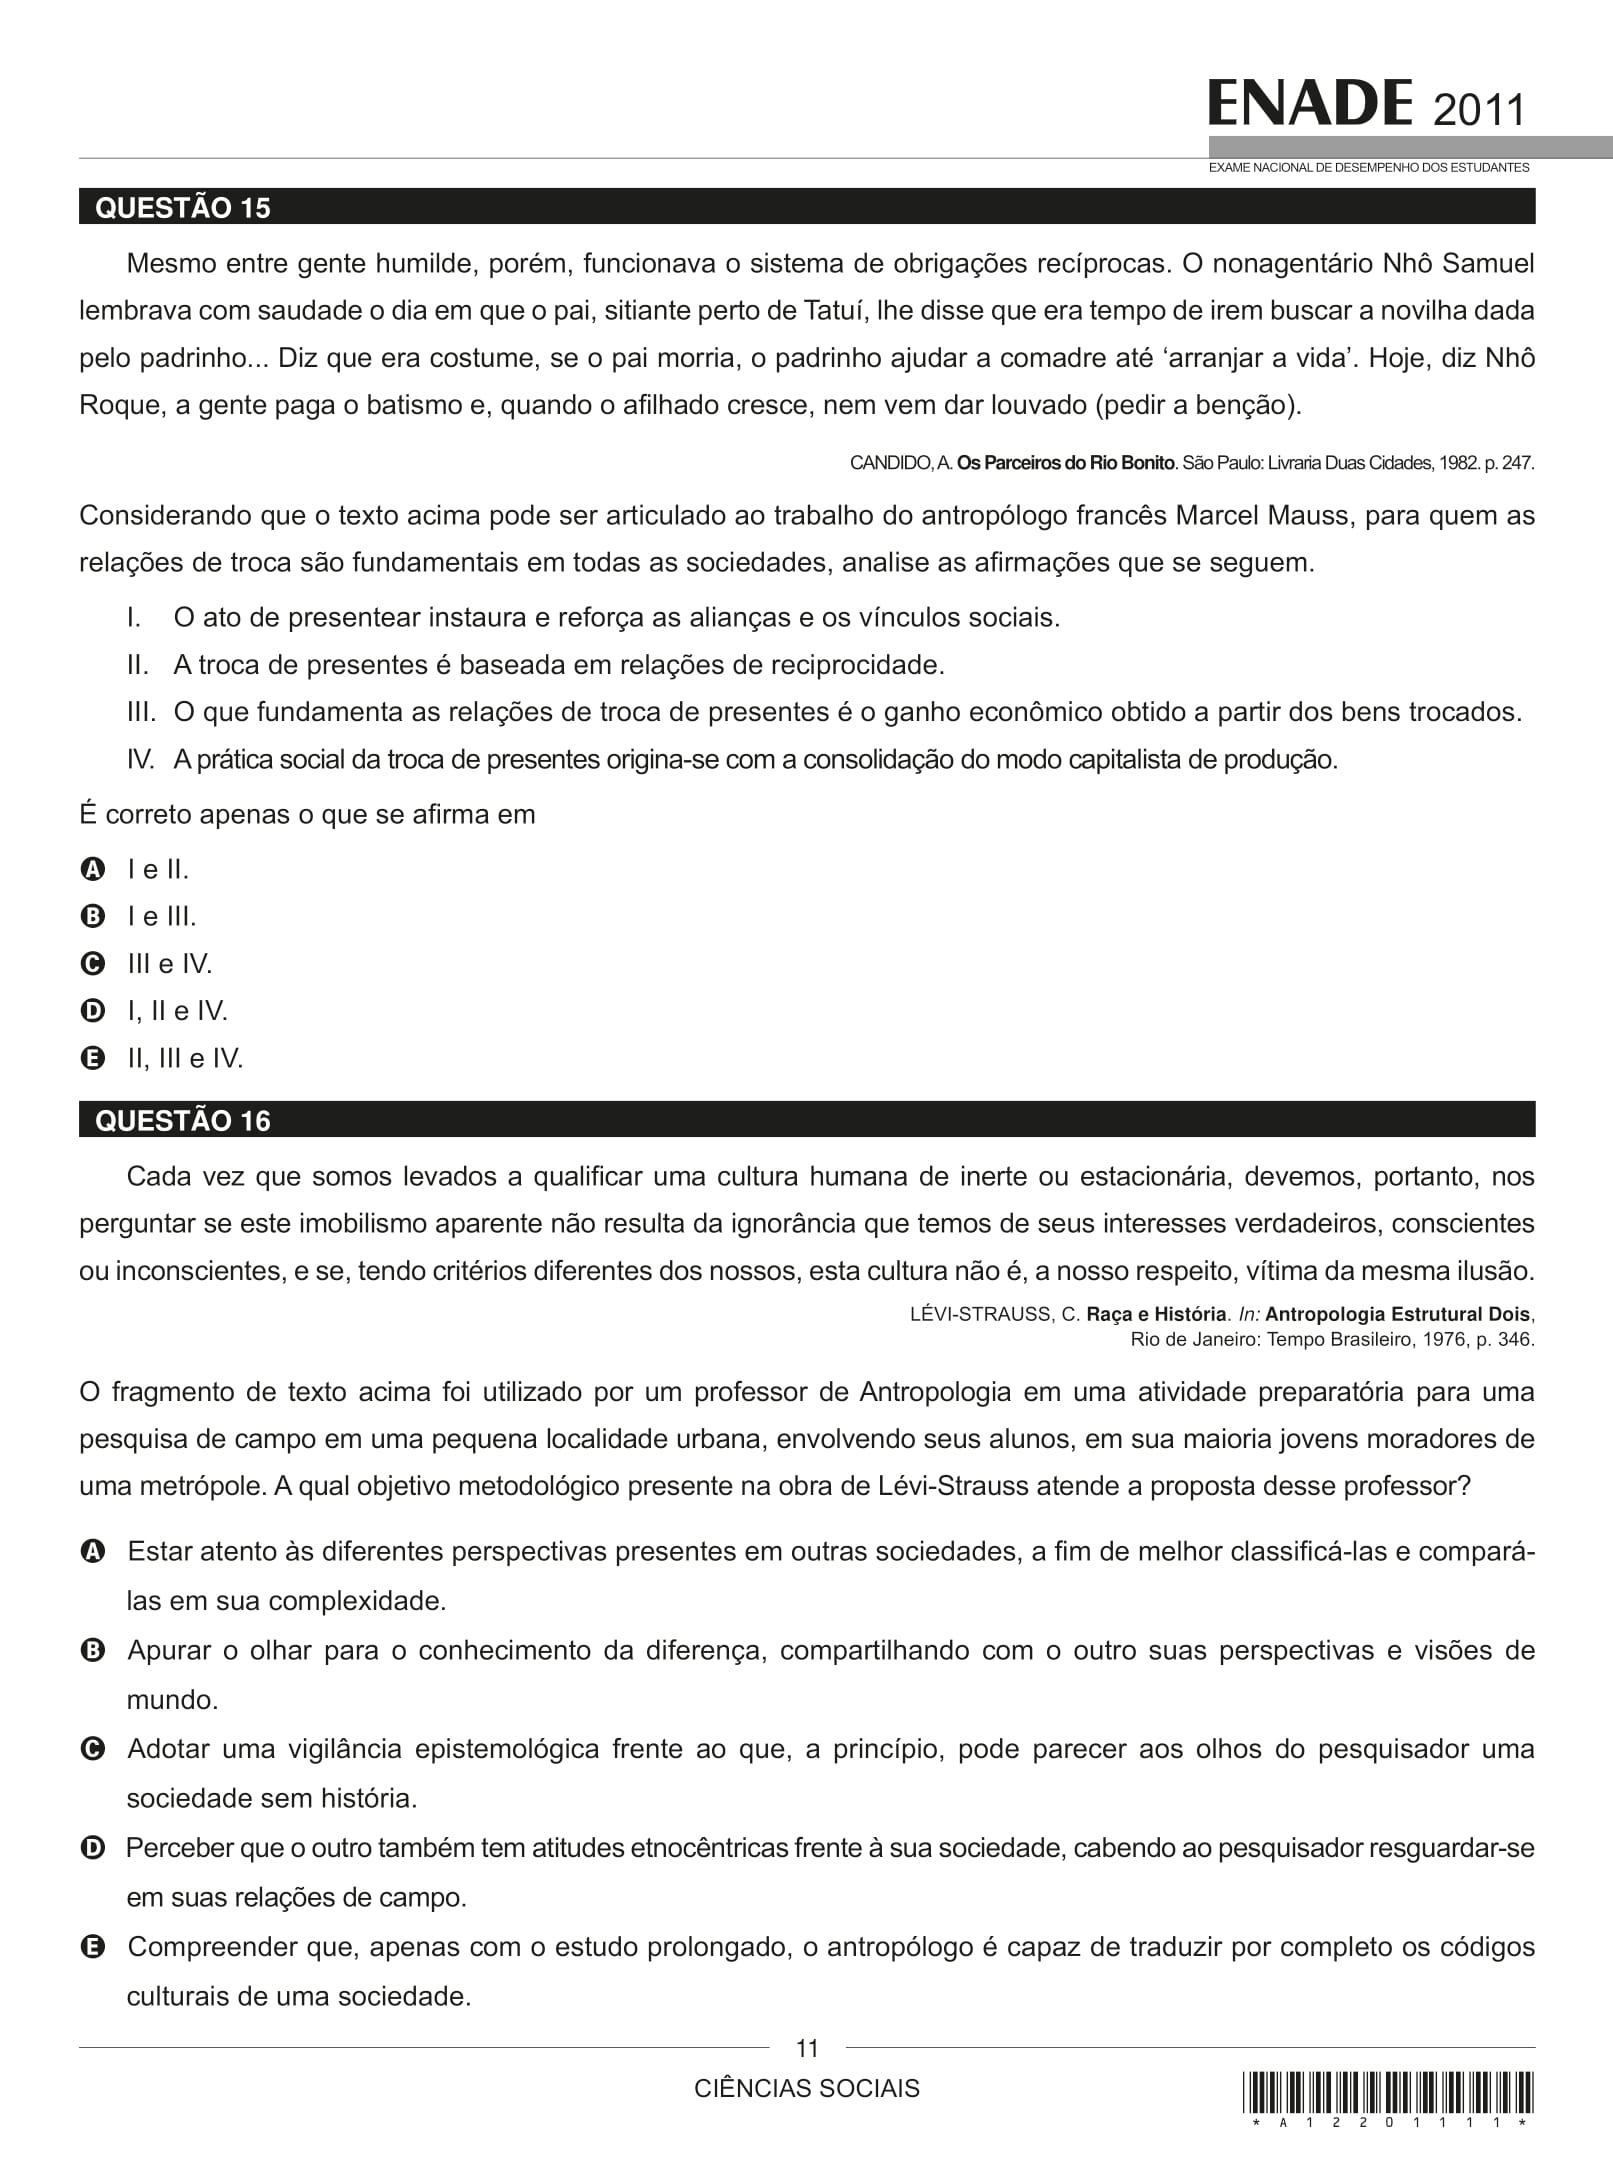 ENADE 2011
EXAME NACIONAL DE DESEMPENHO DOS ESTUDANTES
QUESTÃO 15
Mesmo entre gente humilde, porém, funcionava o sistema de obrigações recíprocas. O nonagentário Nhô Samuel
lembrava com saudade o dia em que o pai, sitiante perto de Tatuí, lhe disse que era tempo de irem buscar a novilha dada
pelo padrinho... Diz que era costume, se o pai morria, o padrinho ajudar a comadre até ‘arranjar a vida’. Hoje, diz Nhô
Roque, a gente paga o batismo e, quando o afilhado cresce, nem vem dar louvado (pedir a benção).
CANDIDO, A. Os Parceiros do Rio Bonito. São Paulo: Livraria Duas Cidades, 1982. p. 247.
Considerando que o texto acima pode ser articulado ao trabalho do antropólogo francês Marcel Mauss, para quem as
relações de troca são fundamentais em todas as sociedades, analise as afirmações que se seguem.
I. O ato de presentear instaura e reforça as alianças e os vínculos sociais.
II. A troca de presentes é baseada em relações de reciprocidade.
III. O que fundamenta as relações de troca de presentes é o ganho econômico obtido a partir dos bens trocados.
IV. A prática social da troca de presentes origina-se com a consolidação do modo capitalista de produção.
É correto apenas o que se afirma em
A I e II.
B I e III.
C III e IV.
D I, II e IV.
E II, III e IV.
QUESTÃO 16
Cada vez que somos levados a qualificar uma cultura humana de inerte ou estacionária, devemos, portanto, nos
perguntar se este imobilismo aparente não resulta da ignorância que temos de seus interesses verdadeiros, conscientes
ou inconscientes, e se, tendo critérios diferentes dos nossos, esta cultura não é, a nosso respeito, vítima da mesma ilusão.
LÉVI-STRAUSS, C. Raça e História. In: Antropologia Estrutural Dois,
Rio de Janeiro: Tempo Brasileiro, 1976, p. 346.
O fragmento de texto acima foi utilizado por um professor de Antropologia em uma atividade preparatória para uma
pesquisa de campo em uma pequena localidade urbana, envolvendo seus alunos, em sua maioria jovens moradores de
uma metrópole. A qual objetivo metodológico presente na obra de Lévi-Strauss atende a proposta desse professor?
A Estar atento às diferentes perspectivas presentes em outras sociedades, a fim de melhor classificá-las e compará-
las em sua complexidade.
B Apurar o olhar para o conhecimento da diferença, compartilhando com o outro suas perspectivas e visões de
mundo.
C Adotar uma vigilância epistemológica frente ao que, a princípio, pode parecer aos olhos do pesquisador uma
sociedade sem história.
D Perceber que o outro também tem atitudes etnocêntricas frente à sua sociedade, cabendo ao pesquisador resguardar-se
em suas relações de campo.
E Compreender que, apenas com o estudo prolongado, o antropólogo é capaz de traduzir por completo os códigos
culturais de uma sociedade.
11
CIÊNCIAS SOCIAIS
* A 1 2 2 0 1 1 1 1 *